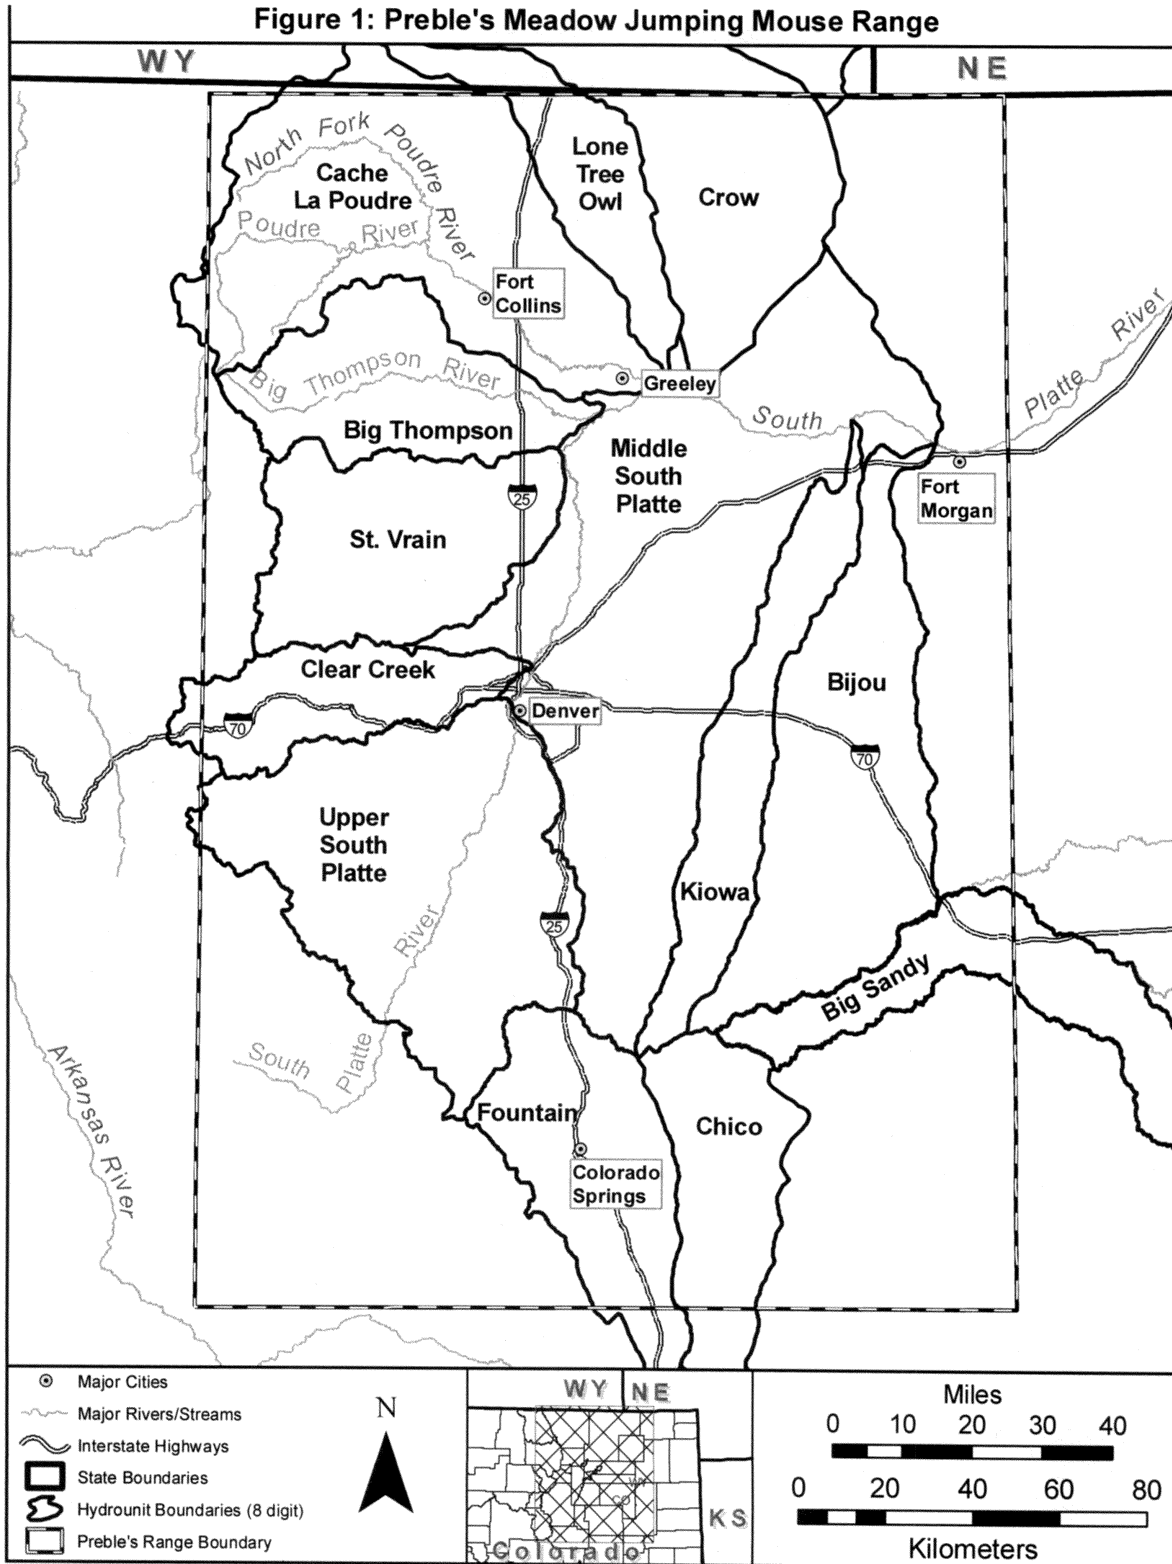 Figure 1: Preble's Meadow Jumping Mouse Range
WY
NE
North Fork Poudre River
Cache
La Poudre
Poudre River
Lone
Tree
Owl
Crow
Fort
Collins
Big Thompson River
Greeley
South Platte River
Big Thompson
Middle
South
Platte
Fort
Morgan
25
St. Vrain
Clear Creek
Bijou
70
Denver
70
Upper
South
Platte
Kiowa
25
South Platte River
Big Sandy
Arkansas River
Fountain
Chico
Colorado
Springs
Major Cities
Major Rivers/Streams
Interstate Highways
State Boundaries
Hydrounit Boundaries (8 digit)
Preble's Range Boundary
N
WY
NE
KS
Colorado
Miles
0 10 20 30 40
0 20 40 60 80
Kilometers